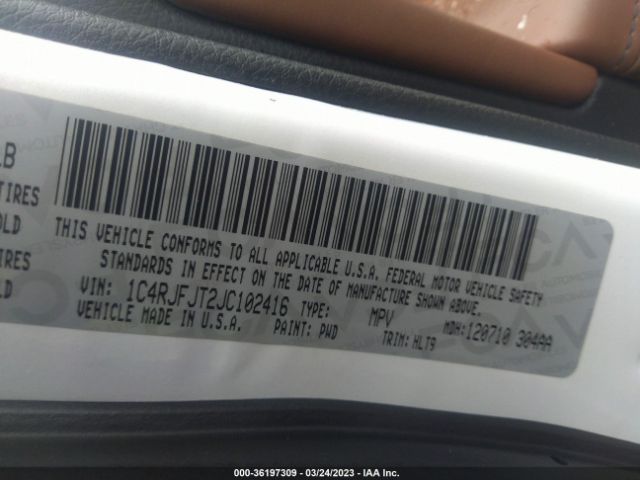 LB
TIRES
OLD
TIRES
LD
THIS VEHICLE CONFORMS TO ALL APPLICABLE U.S.A. FEDERAL MOTOR VEHICLE SAFETY
STANDARDS IN EFFECT ON THE DATE OF MANUFACTURE SHOWN ABOVE.
VIN: 1C4RJFJT2JC102416 TYPE: MPV MDH:120710 304AA
VEHICLE MADE IN U.S.A. PAINT: PWD TRIM: HLT9
000-36197309 - 03/24/2023 - IAA Inc.